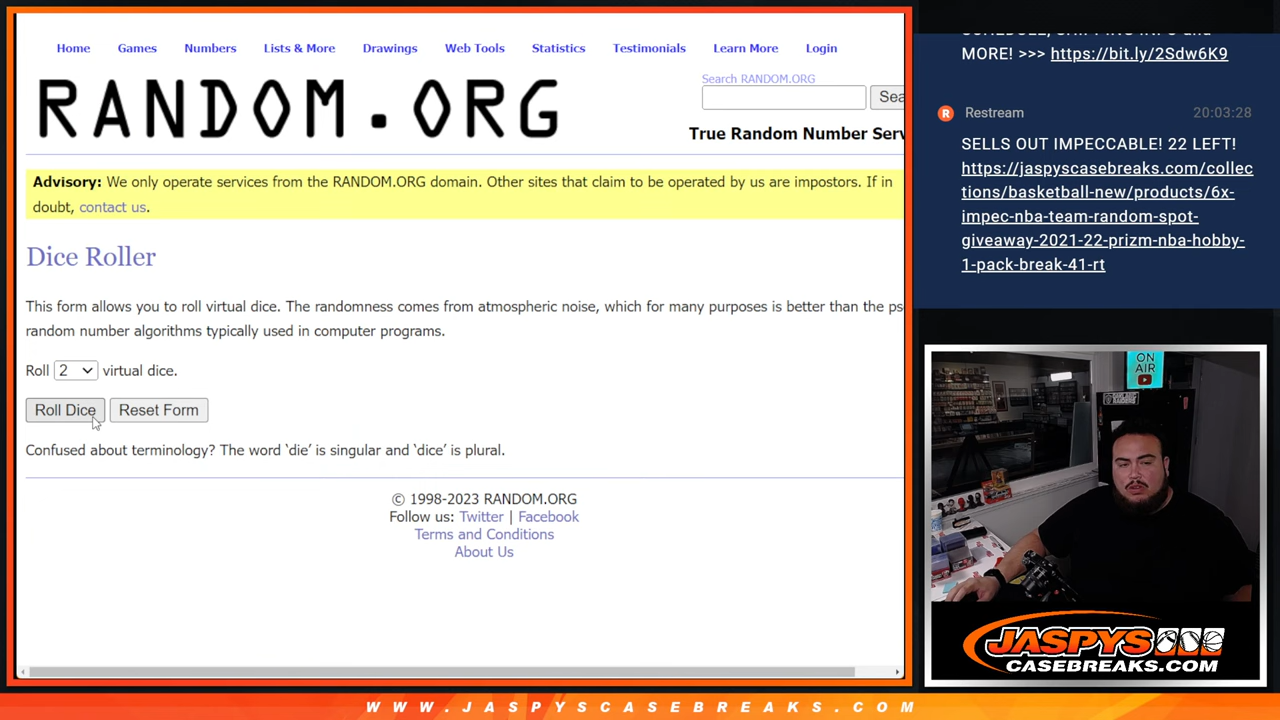 Home Games Numbers Lists & More Drawings Web Tools Statistics Testimonials Learn More Login
RANDOM.ORG
Search RANDOM.ORG
Sea
True Random Number Serv
Advisory: We only operate services from the RANDOM.ORG domain. Other sites that claim to be operated by us are impostors. If in
doubt, contact us.
Dice Roller
This form allows you to roll virtual dice. The randomness comes from atmospheric noise, which for many purposes is better than the ps
random number algorithms typically used in computer programs.
Roll 2 virtual dice.
Roll Dice Reset Form
Confused about terminology? The word ‘die’ is singular and ‘dice’ is plural.
© 1998-2023 RANDOM.ORG
Follow us: Twitter | Facebook
Terms and Conditions
About Us
MORE! >>> https://bit.ly/2Sdw6K9
R Restream 20:03:28
SELLS OUT IMPECCABLE! 22 LEFT!
https://jaspyscasebreaks.com/collec
tions/basketball-new/products/6x-
impec-nba-team-random-spot-
giveaway-2021-22-prizm-nba-hobby-
1-pack-break-41-rt
ON
AIR
JASPYS
CASEBREAKS.COM
WWW.JASPYSCASEBREAKS.COM